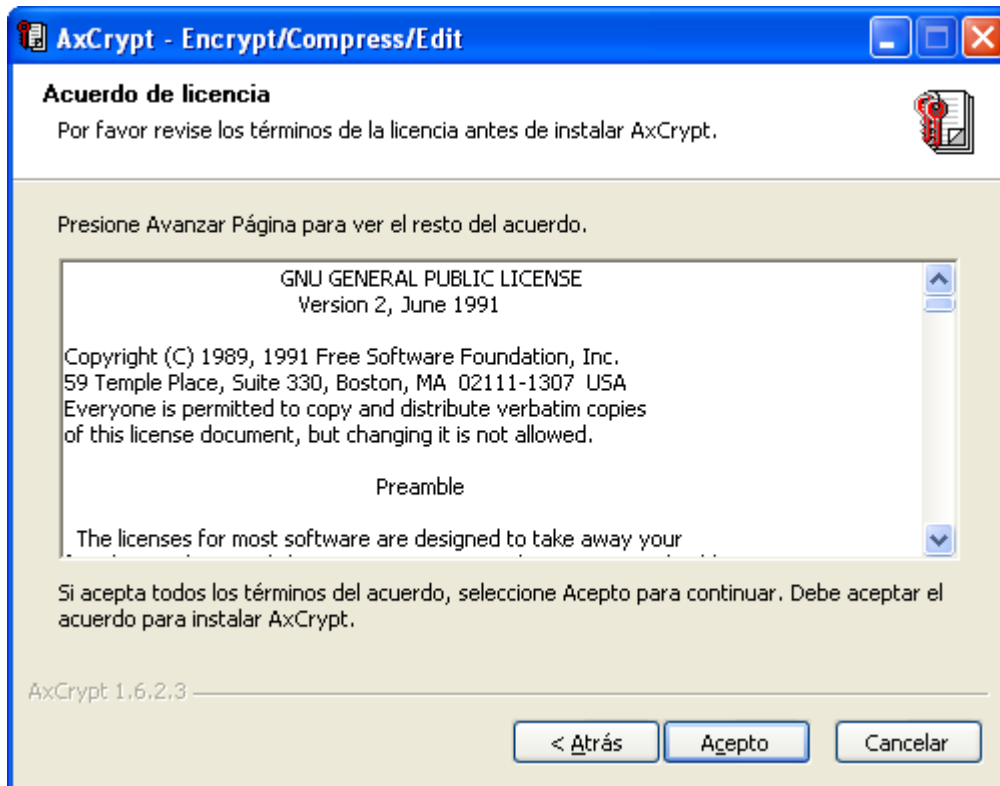 AxCrypt - Encrypt/Compress/Edit
Acuerdo de licencia
Por favor revise los términos de la licencia antes de instalar AxCrypt.
Presione Avanzar Página para ver el resto del acuerdo.
GNU GENERAL PUBLIC LICENSE
Version 2, June 1991
Copyright (C) 1989, 1991 Free Software Foundation, Inc.
59 Temple Place, Suite 330, Boston, MA  02111-1307  USA
Everyone is permitted to copy and distribute verbatim copies
of this license document, but changing it is not allowed.
Preamble
The licenses for most software are designed to take away your
Si acepta todos los términos del acuerdo, seleccione Acepto para continuar. Debe aceptar el
acuerdo para instalar AxCrypt.
AxCrypt 1.6.2.3
< Atrás
Acepto
Cancelar